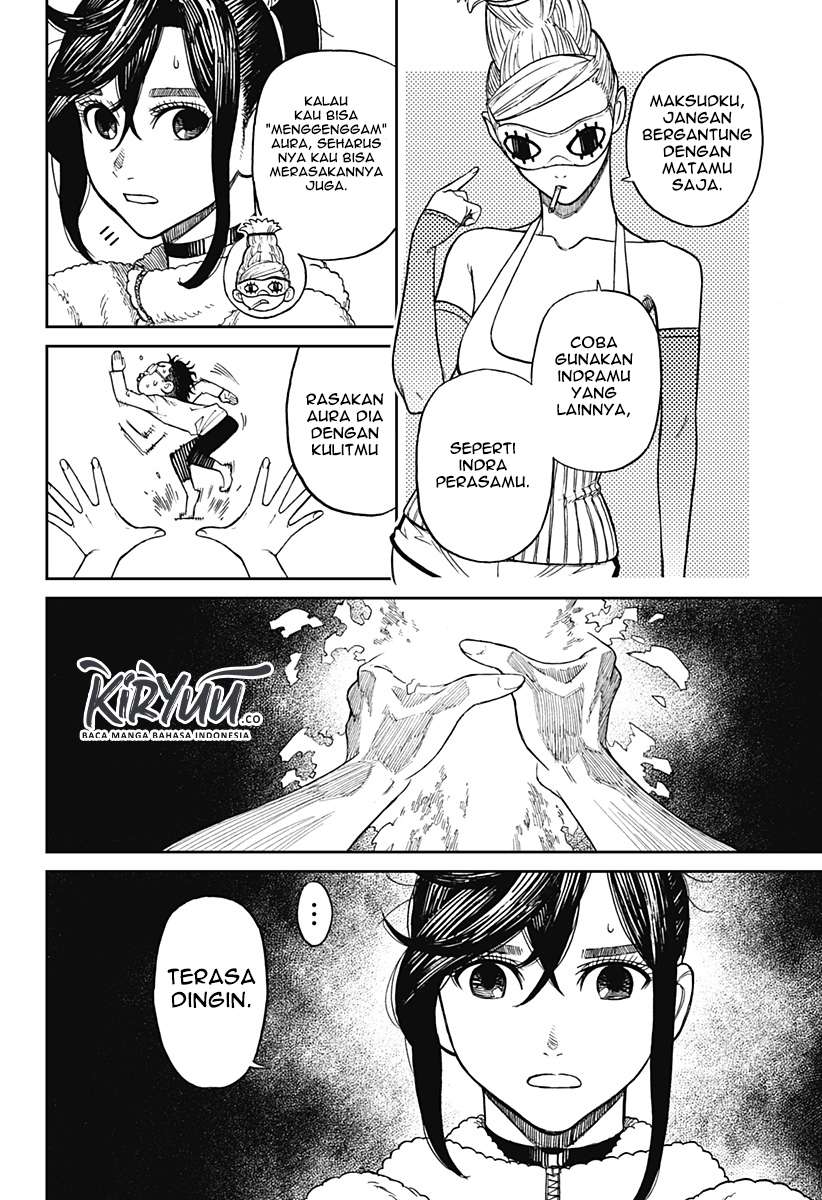 MAKSUDKU,
JANGAN
BERGANTUNG
DENGAN
MATAMU
SAJA.
COBA
GUNAKAN
INDRAMU
YANG
LAINNYA,
SEPERTI
INDRA
PERASAMU.
KALAU
KAU BISA
"MENGGENGGAM"
AURA, SEHARUS
NYA KAU BISA
MERASAKANNYA
JUGA.
RASAKAN
AURA DIA
DENGAN
KULITMU
KIRYUU.CO
BACA MANGA BAHASA INDONESIA
...
TERASA
DINGIN.